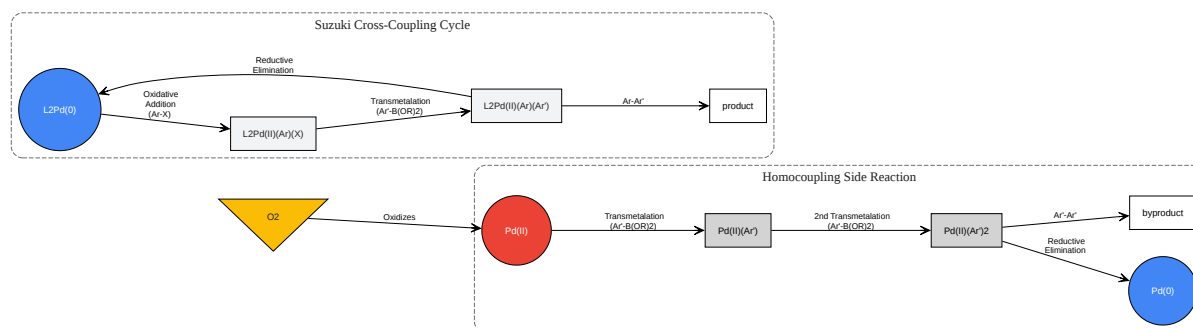 Suzuki Cross-Coupling Cycle
Reductive
Elimination
L2Pd(0)
Oxidative
Addition
(Ar-X)
L2Pd(II)(Ar)(X)
Transmetalation
(Ar'-B(OR)2)
L2Pd(II)(Ar)(Ar')
Ar-Ar'
product
Homocoupling Side Reaction
O2
Oxidizes
Pd(II)
Transmetalation
(Ar'-B(OR)2)
Pd(II)(Ar')
2nd Transmetalation
(Ar'-B(OR)2)
Pd(II)(Ar')2
Ar'-Ar'
byproduct
Reductive
Elimination
Pd(0)